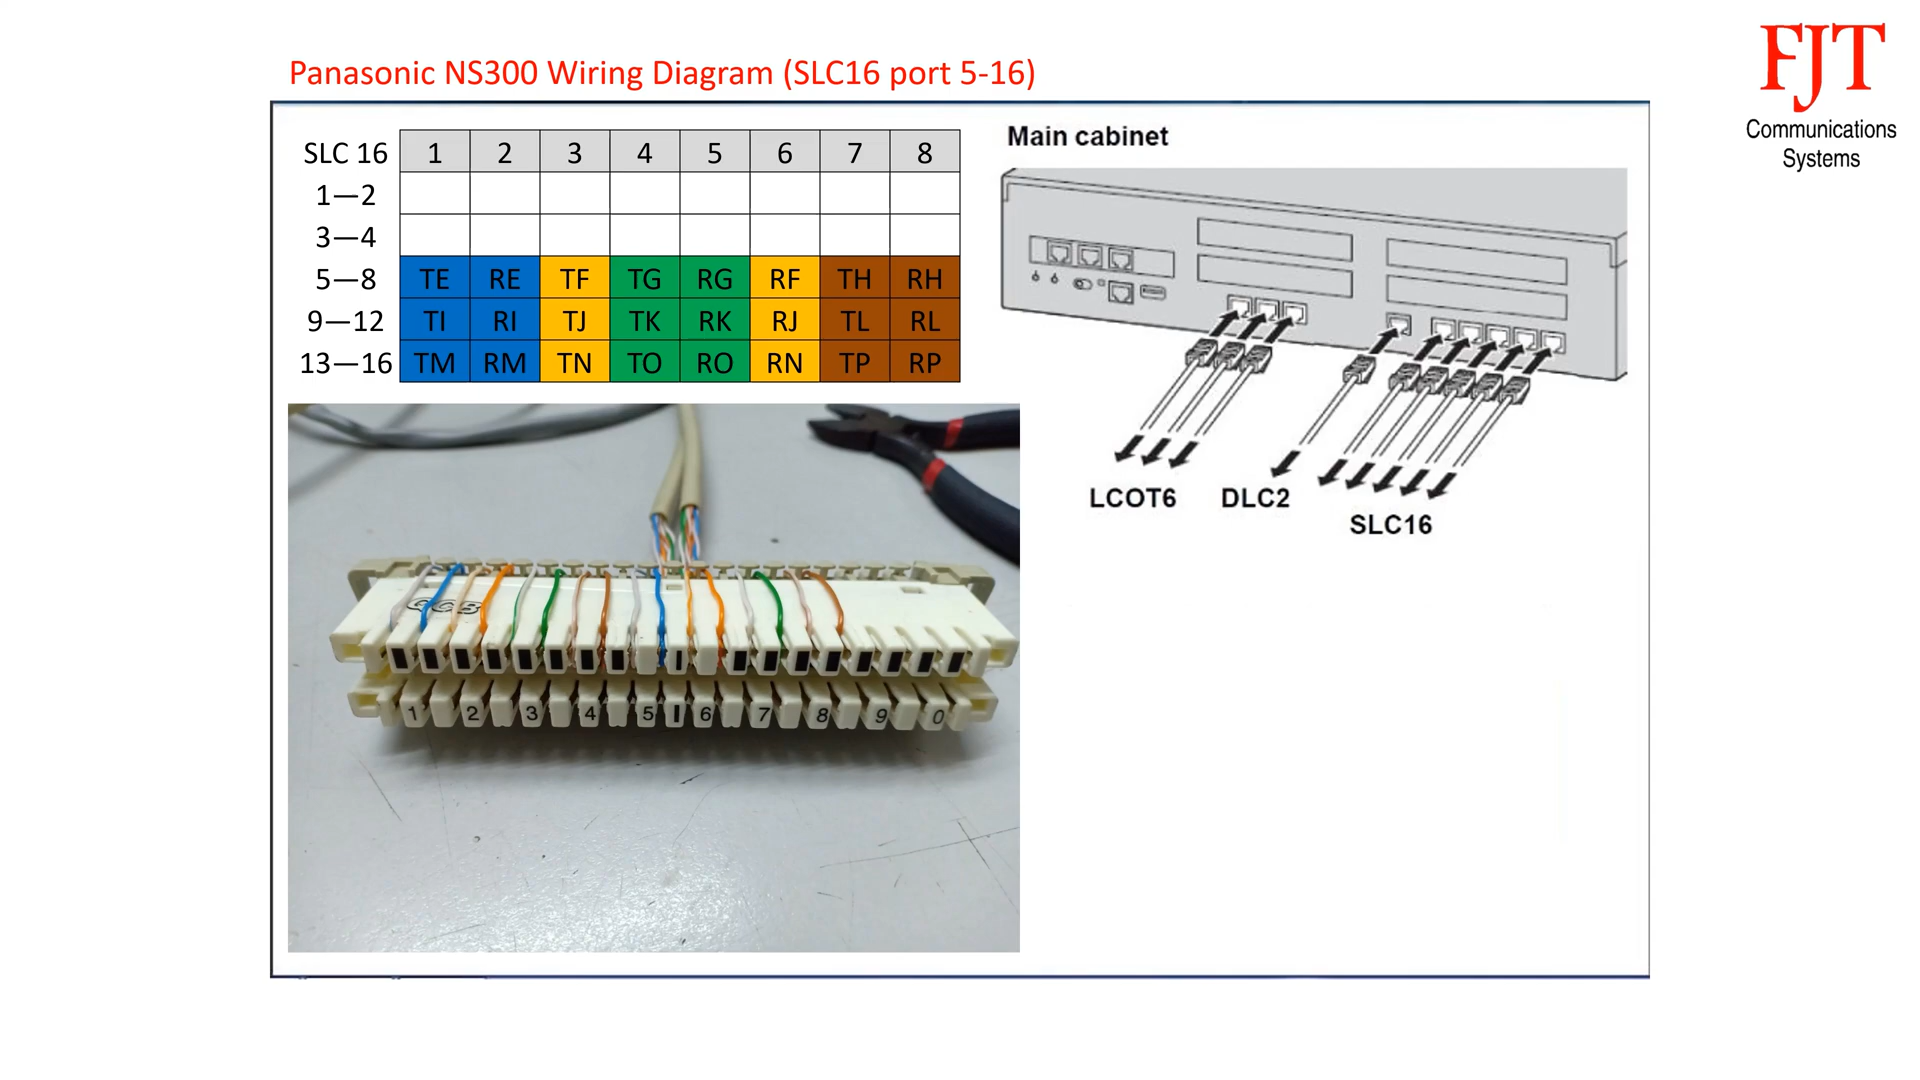 Panasonic NS300 Wiring Diagram (SLC16 port 5-16)
FJT
Communications
Systems
SLC 16 1 2 3 4 5 6 7 8
1—2
3—4
5—8 TE RE TF TG RG RF TH RH
9—12 TI RI TJ TK RK RJ TL RL
13—16 TM RM TN TO RO RN TP RP
Main cabinet
LCOT6
DLC2
SLC16
1 2 3 4 5 6 7 8 9 0